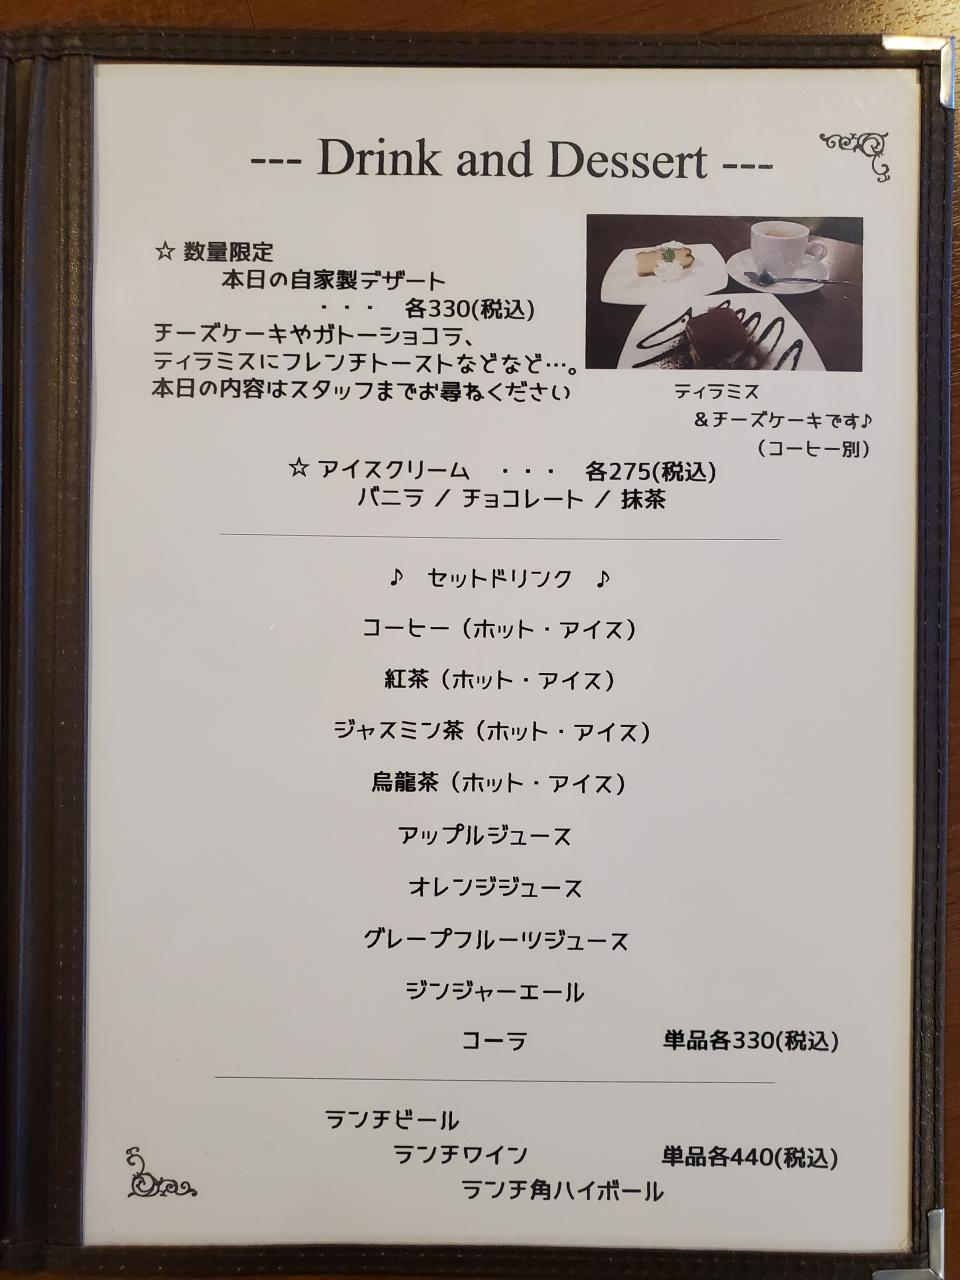 --- Drink and Dessert ---
☆ 数量限定
本日の自家製デザート
・・・ 各330(税込)
チーズケーキやガトーショコラ、
ティラミスにフレンチトーストなどなど…。
本日の内容はスタッフまでお尋ねください
ティラミス
&チーズケーキです♪
（コーヒー別）
☆ アイスクリーム ・・・ 各275(税込)
バニラ / チョコレート / 抹茶
♪ セットドリンク ♪
コーヒー（ホット・アイス）
紅茶（ホット・アイス）
ジャスミン茶（ホット・アイス）
烏龍茶（ホット・アイス）
アップルジュース
オレンジジュース
グレープフルーツジュース
ジンジャーエール
コーラ 単品各330(税込)
ランチビール
ランチワイン 単品各440(税込)
ランチ角ハイボール